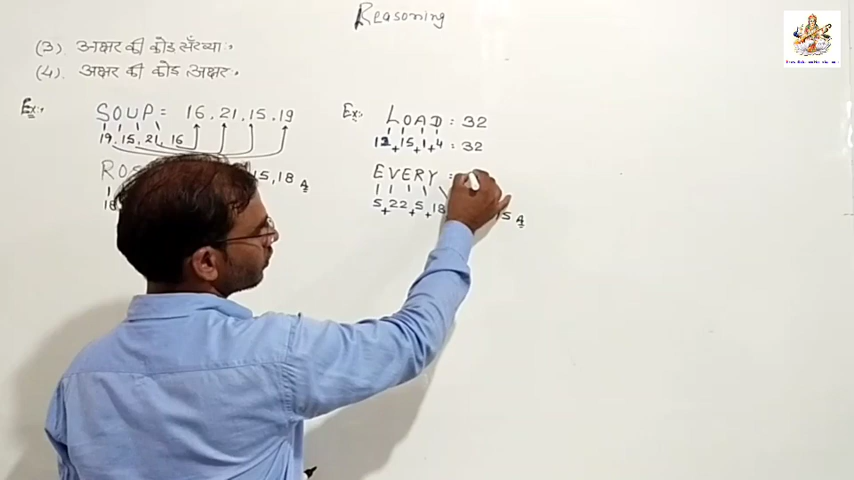 Reasoning
(3). अक्षर की कोड सँख्या :-
(4). अक्षर की कोड अक्षर :-
Ex:- SOUP = 16, 21, 15, 19
19, 15, 21, 16
15, 18 A
18
Ex:- LOAD = 32
12+15+1+4 = 32
EVERY =
5+22+5+18
A